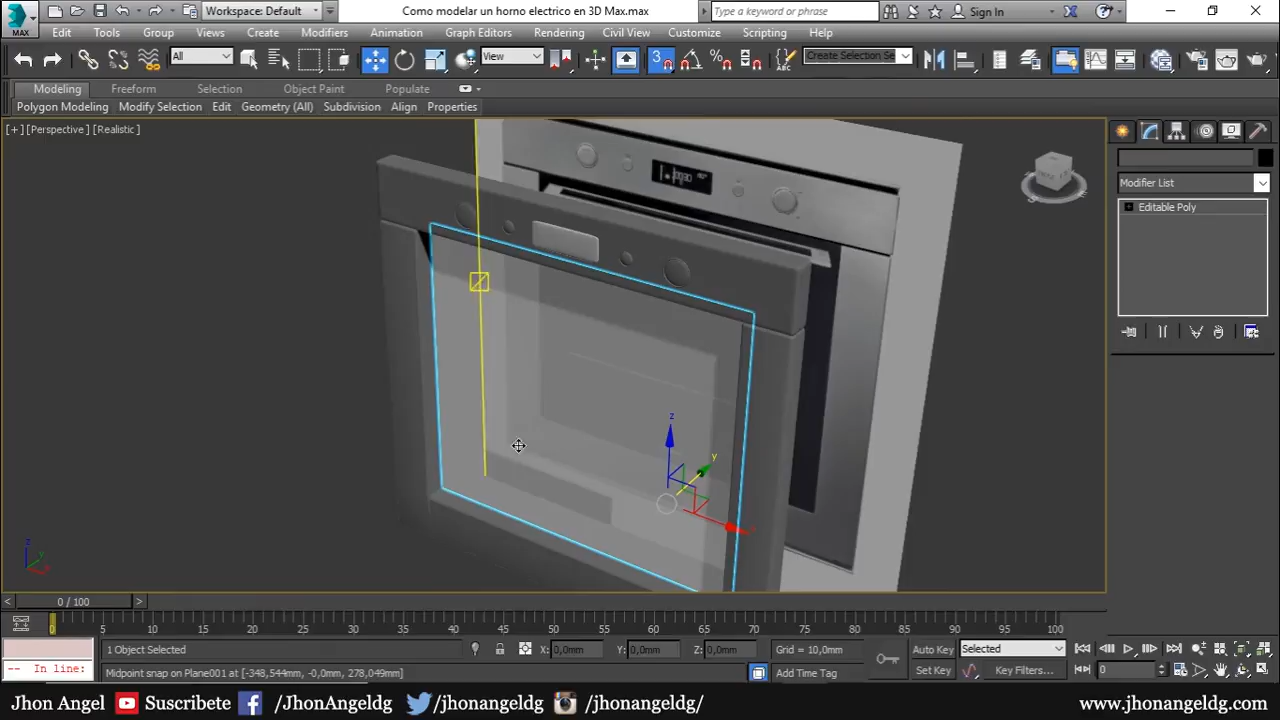 Workspace: Default
Como modelar un horno electrico en 3D Max.max
Type a keyword or phrase
Sign In
MAX
Edit Tools Group Views Create Modifiers Animation Graph Editors Rendering Civil View Customize Scripting Help
All
View
3
Create Selection Se
Modeling Freeform Selection Object Paint Populate
Polygon Modeling Modify Selection Edit Geometry (All) Subdivision Align Properties
[+] [Perspective] [Realistic]
Modifier List
Editable Poly
z
y
x
z
0 / 100
0 5 10 15 20 25 30 35 40 45 50 55 60 65 70 75 80 85 90 95 100
1 Object Selected
X: 0,0mm Y: 0,0mm Z: 0,0mm
Grid = 10,0mm
Auto Key
Selected
-- In line:
Midpoint snap on Plane001 at [-348,544mm, -0,0mm, 278,049mm]
Add Time Tag
Set Key
Key Filters...
0
Jhon Angel Suscribete /JhonAngeldg /jhonangeldg /jhonangeldg/ www.jhonangeldg.com